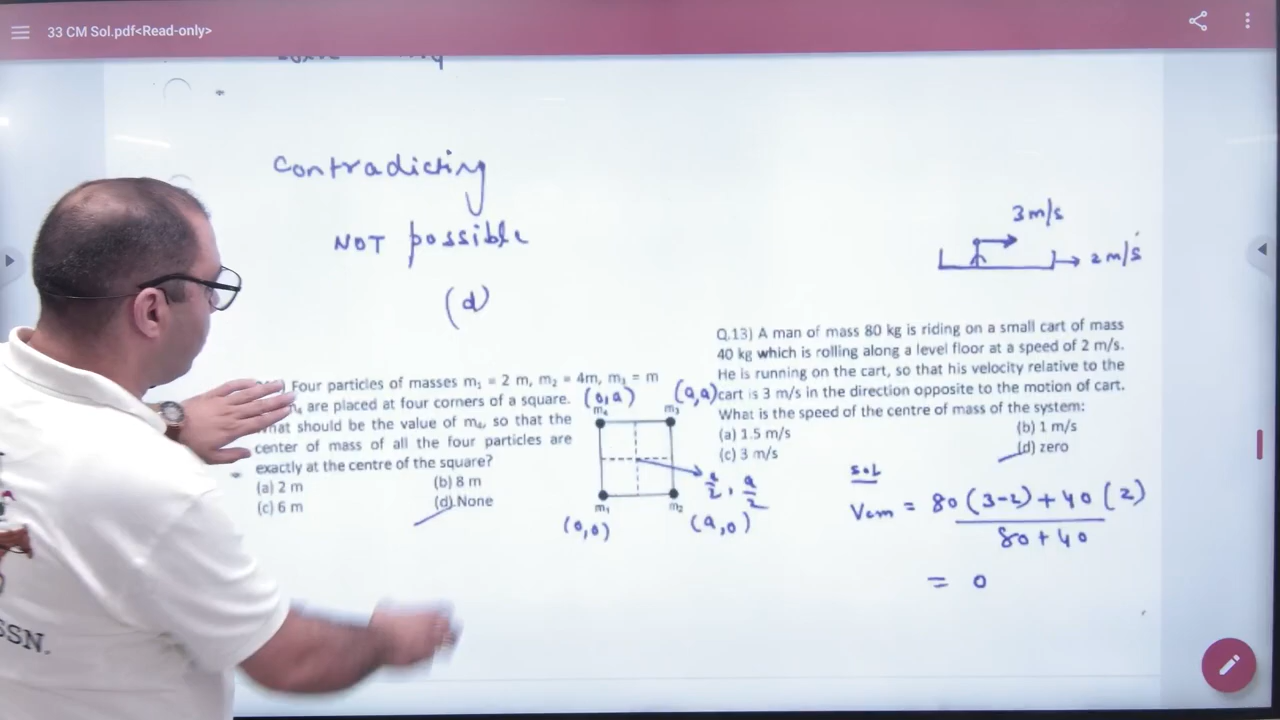 33 CM Sol.pdf<Read-only>
Contradicting
NOT possible
(d)
3 m/s
2 m/s
Four particles of masses m₁ = 2 m, m₂ = 4m, m₃ = m
are placed at four corners of a square.
what should be the value of m₄, so that the
center of mass of all the four particles are
exactly at the centre of the square?
(a) 2 m (b) 8 m
(c) 6 m (d) None
(0,a) (a,a)
m₄ m₃
a/2, a/2
m₁ m₂
(0,0) (a,0)
Q.13) A man of mass 80 kg is riding on a small cart of mass
40 kg which is rolling along a level floor at a speed of 2 m/s.
He is running on the cart, so that his velocity relative to the
cart is 3 m/s in the direction opposite to the motion of cart.
What is the speed of the centre of mass of the system:
(a) 1.5 m/s (b) 1 m/s
(c) 3 m/s (d) zero
Sol
Vcm = 80(3-2)+40(2)
80+40
= 0
SSN.